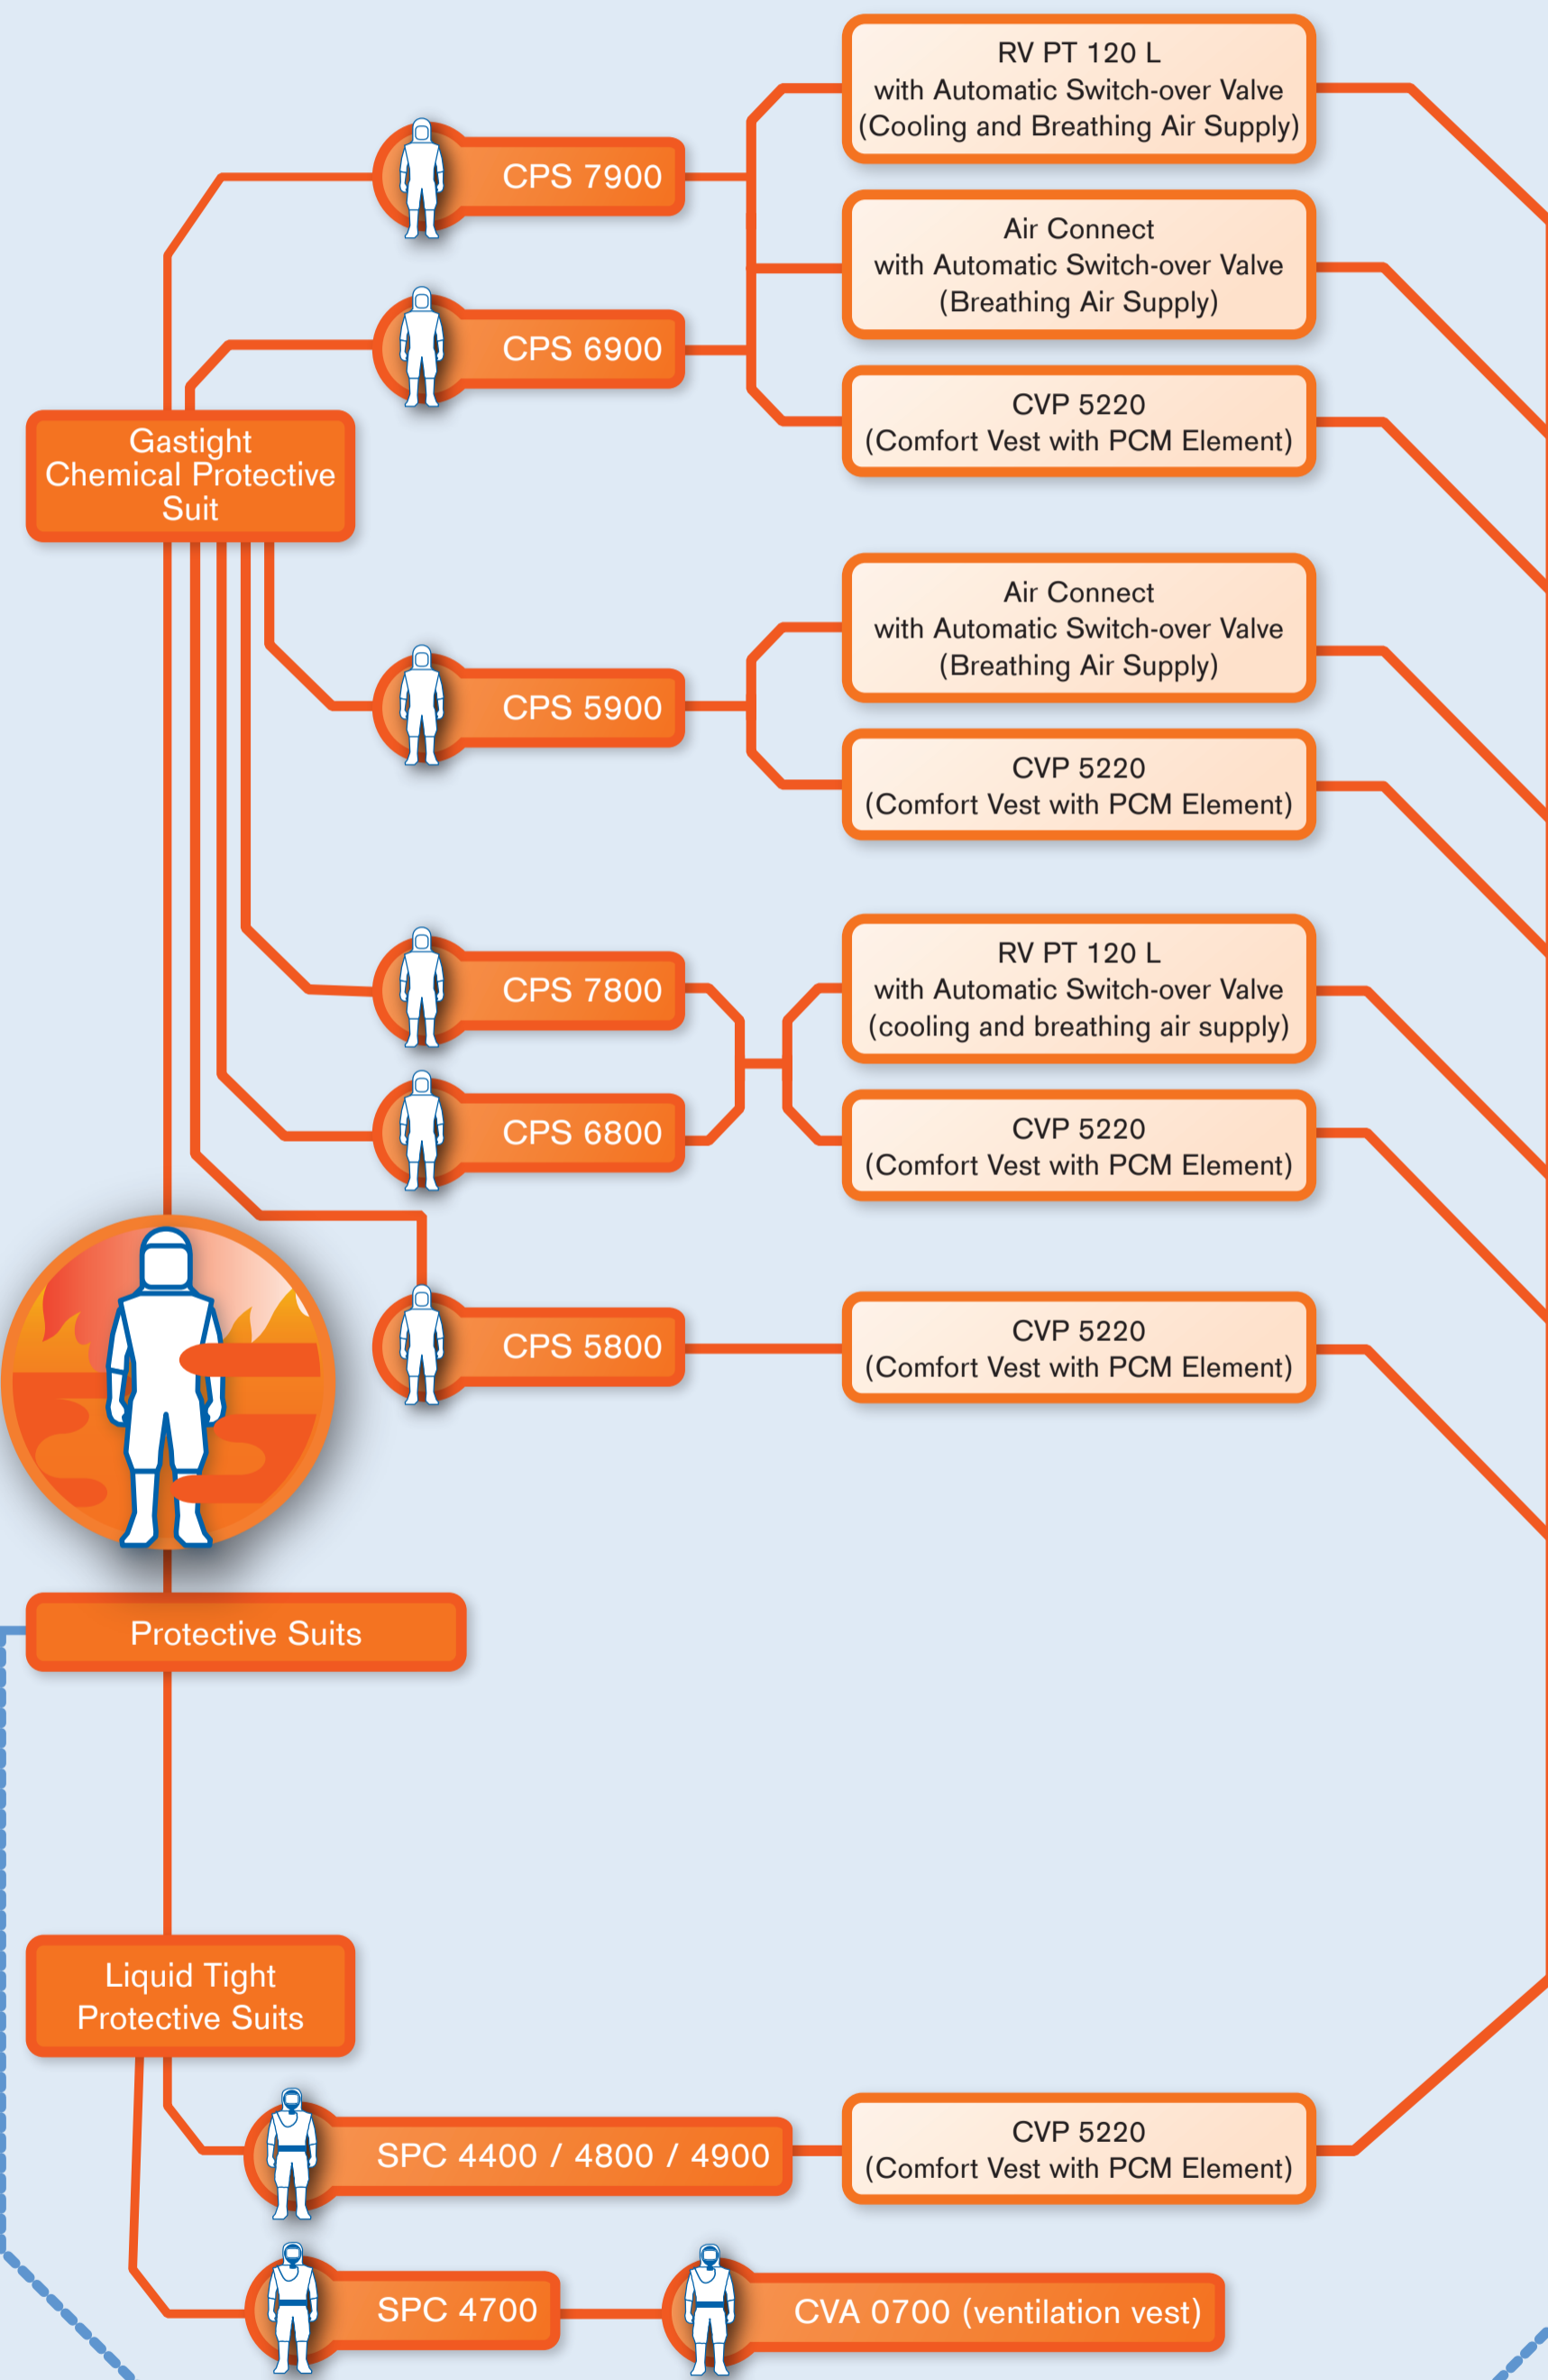 RV PT 120 L
with Automatic Switch-over Valve
(Cooling and Breathing Air Supply)
CPS 7900
Air Connect
with Automatic Switch-over Valve
(Breathing Air Supply)
CPS 6900
CVP 5220
(Comfort Vest with PCM Element)
Gastight
Chemical Protective
Suit
Air Connect
with Automatic Switch-over Valve
(Breathing Air Supply)
CPS 5900
CVP 5220
(Comfort Vest with PCM Element)
RV PT 120 L
with Automatic Switch-over Valve
(cooling and breathing air supply)
CPS 7800
CPS 6800
CVP 5220
(Comfort Vest with PCM Element)
CPS 5800
CVP 5220
(Comfort Vest with PCM Element)
Protective Suits
Liquid Tight
Protective Suits
SPC 4400 / 4800 / 4900
CVP 5220
(Comfort Vest with PCM Element)
SPC 4700
CVA 0700 (ventilation vest)